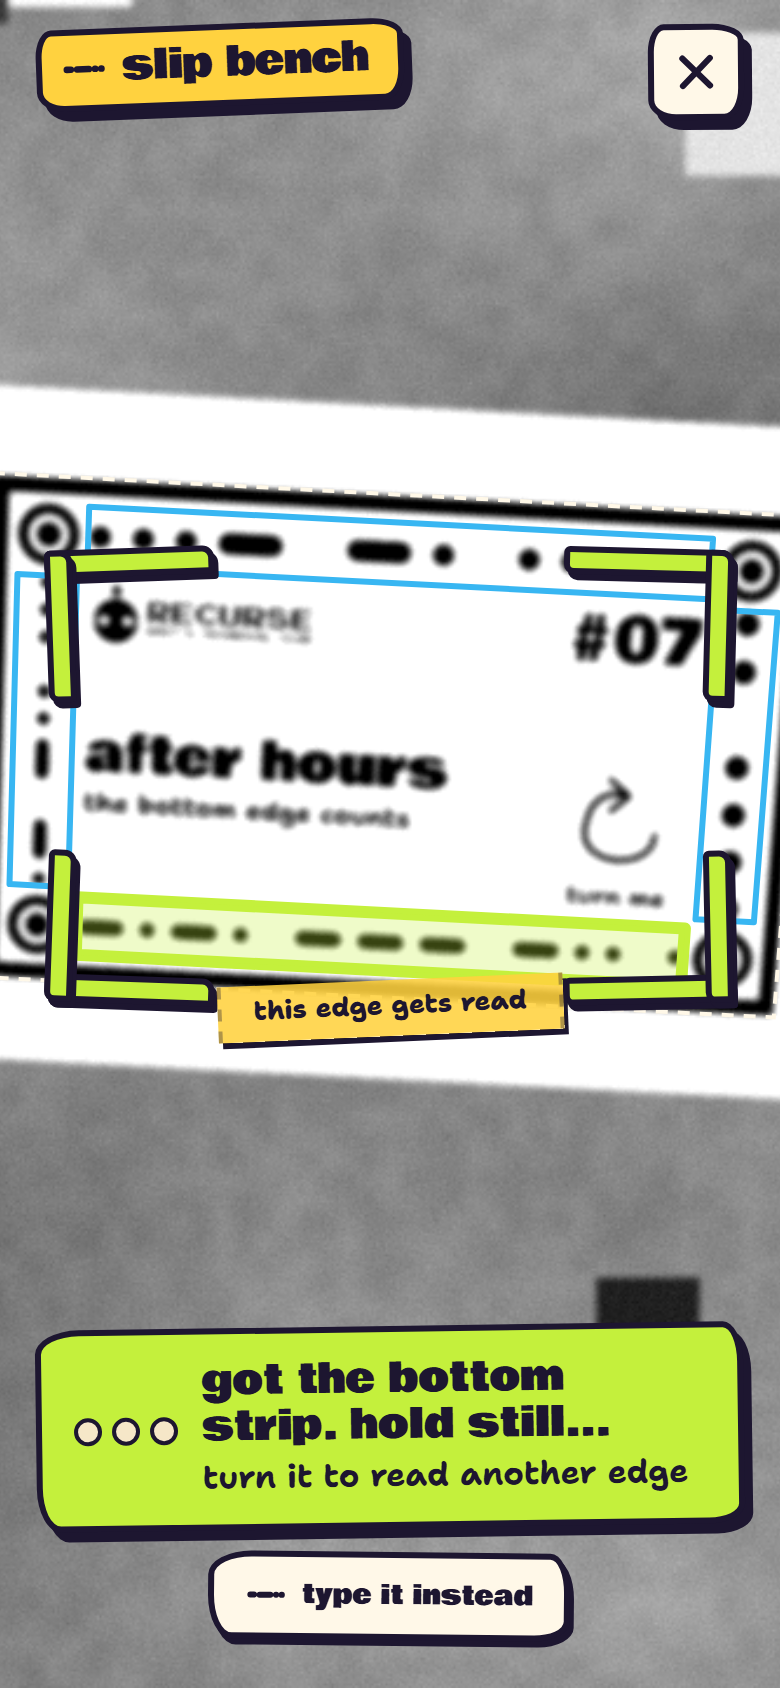 slip bench
RECURSE
#07
after hours
the bottom edge counts
turn me
this edge gets read
got the bottom
strip. hold still...
turn it to read another edge
type it instead